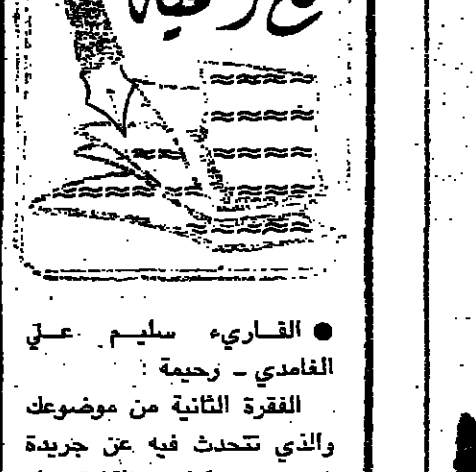 ● القاريء سليم علي
الغامدي - رحيمة :
الفقرة الثانية من موضوعك
والذي تتحدث فيه عن جريدة